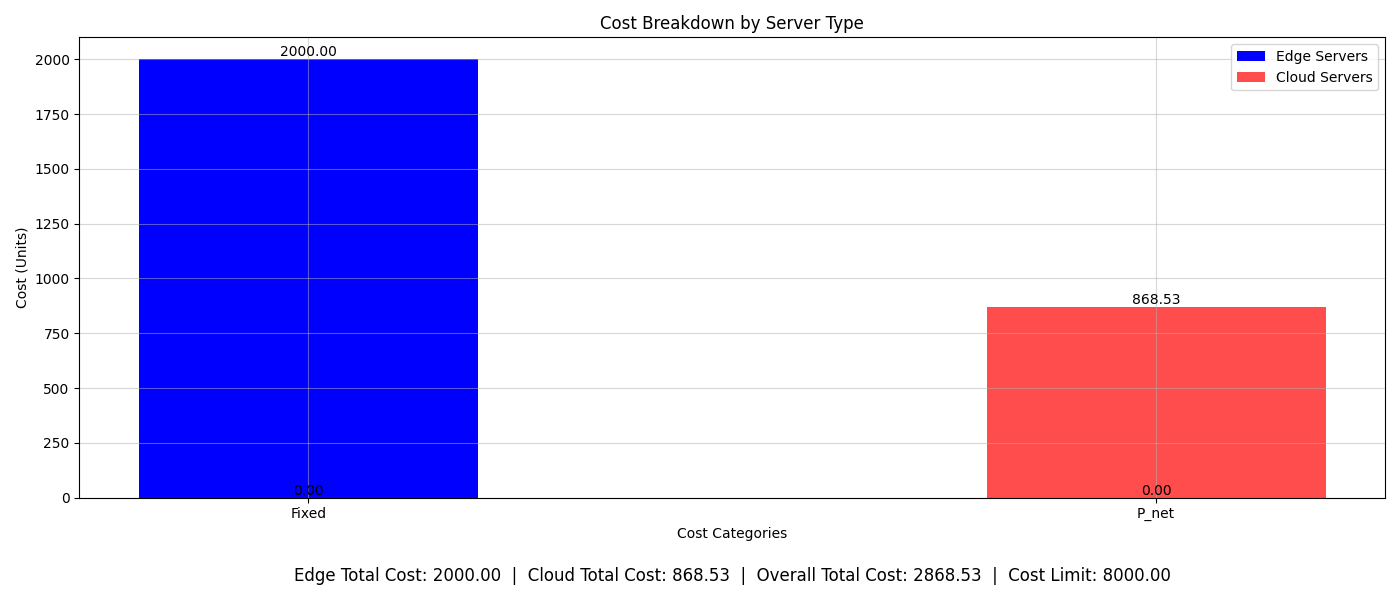 Cost Breakdown by Server Type
Edge Servers
Cloud Servers
2000.00
2000
1750
1500
1250
1000
750
500
250
0
Cost (Units)
868.53
0.00
0.00
Fixed
P_net
Cost Categories
Edge Total Cost: 2000.00 | Cloud Total Cost: 868.53 | Overall Total Cost: 2868.53 | Cost Limit: 8000.00